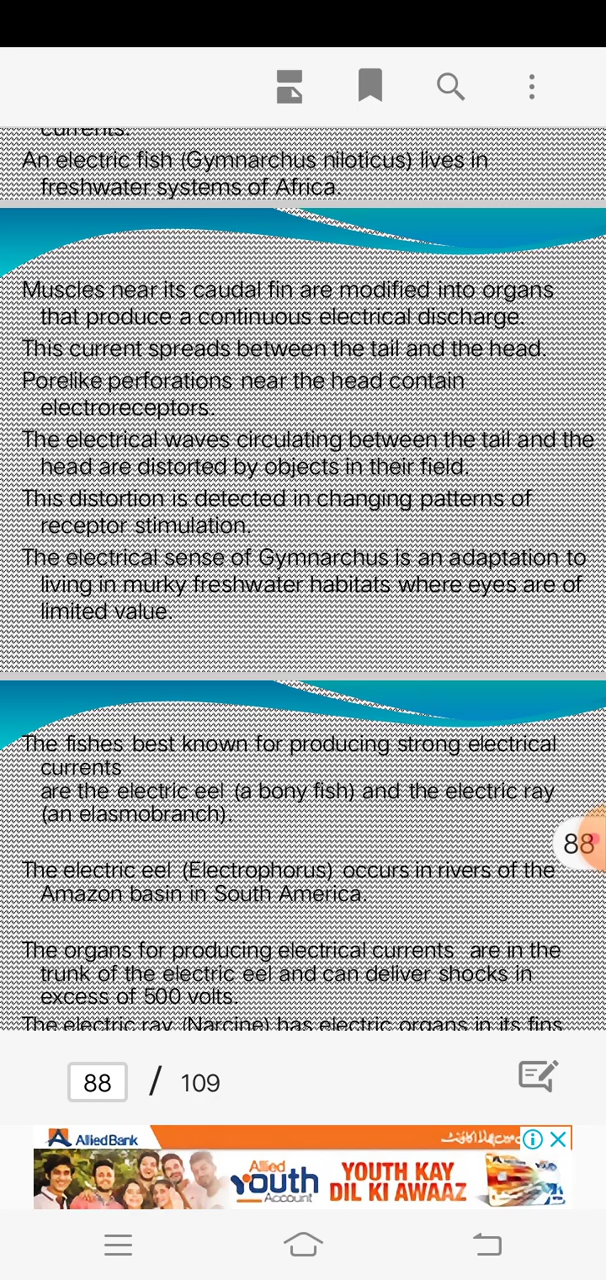 currents.
An electric fish (Gymnarchus niloticus) lives in
freshwater systems of Africa.
Muscles near its caudal fin are modified into organs
that produce a continuous electrical discharge.
This current spreads between the tail and the head.
Porelike perforations near the head contain
electroreceptors.
The electrical waves circulating between the tail and the
head are distorted by objects in their field.
This distortion is detected in changing patterns of
receptor stimulation.
The electrical sense of Gymnarchus is an adaptation to
living in murky freshwater habitats where eyes are of
limited value.
The fishes best known for producing strong electrical
currents
are the electric eel (a bony fish) and the electric ray
(an elasmobranch).
88
The electric eel (Electrophorus) occurs in rivers of the
Amazon basin in South America.
The organs for producing electrical currents are in the
trunk of the electric eel and can deliver shocks in
excess of 500 volts.
The electric ray (Narcine) has electric organs in its fins
88 / 109
Allied Bank
Allied
Youth
Account
YOUTH KAY
DIL KI AWAAZ